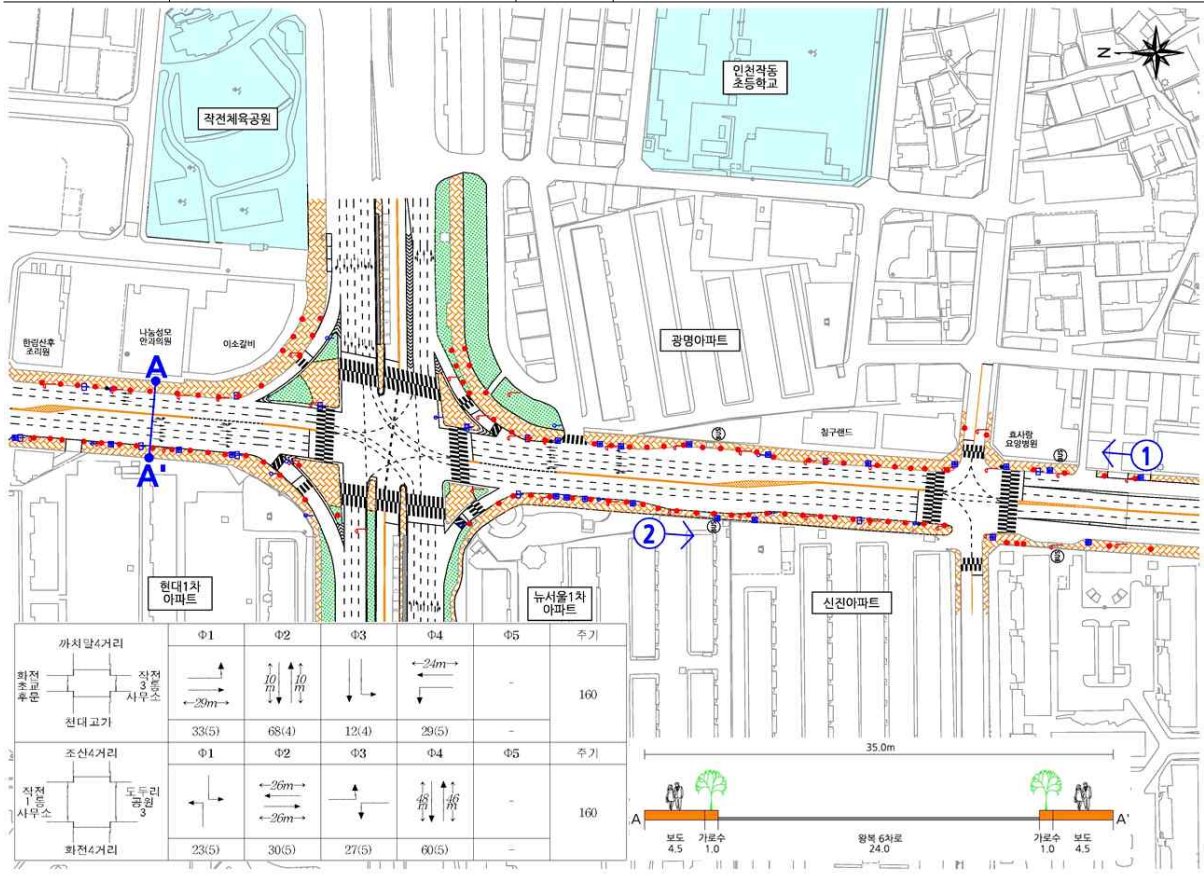 인천작동
초등학교
N
작전체육공원
한림산후
조리원
나눔성모
안과의원
이소갈비
광명아파트
침구랜드
효사랑
요양병원
A
A'
BUS
BUS
BUS
BUS
①
②
현대1차
아파트
뉴서울1차
아파트
신진아파트
Φ1 Φ2 Φ3 Φ4 Φ5 주기
까치말4거리
화전
초교
후문
작전
3동
사무소
천대고가
29m
10m 10m
24m
-
160
33(5) 68(4) 12(4) 29(5) -
조산4거리 Φ1 Φ2 Φ3 Φ4 Φ5 주기
작전
1동
사무소
도두리
공원
3
화전4거리
26m
26m
48m 46m
-
160
23(5) 30(5) 27(5) 60(5) -
35.0m
A A'
보도 가로수 왕복 6차로 가로수 보도
4.5 1.0 24.0 1.0 4.5